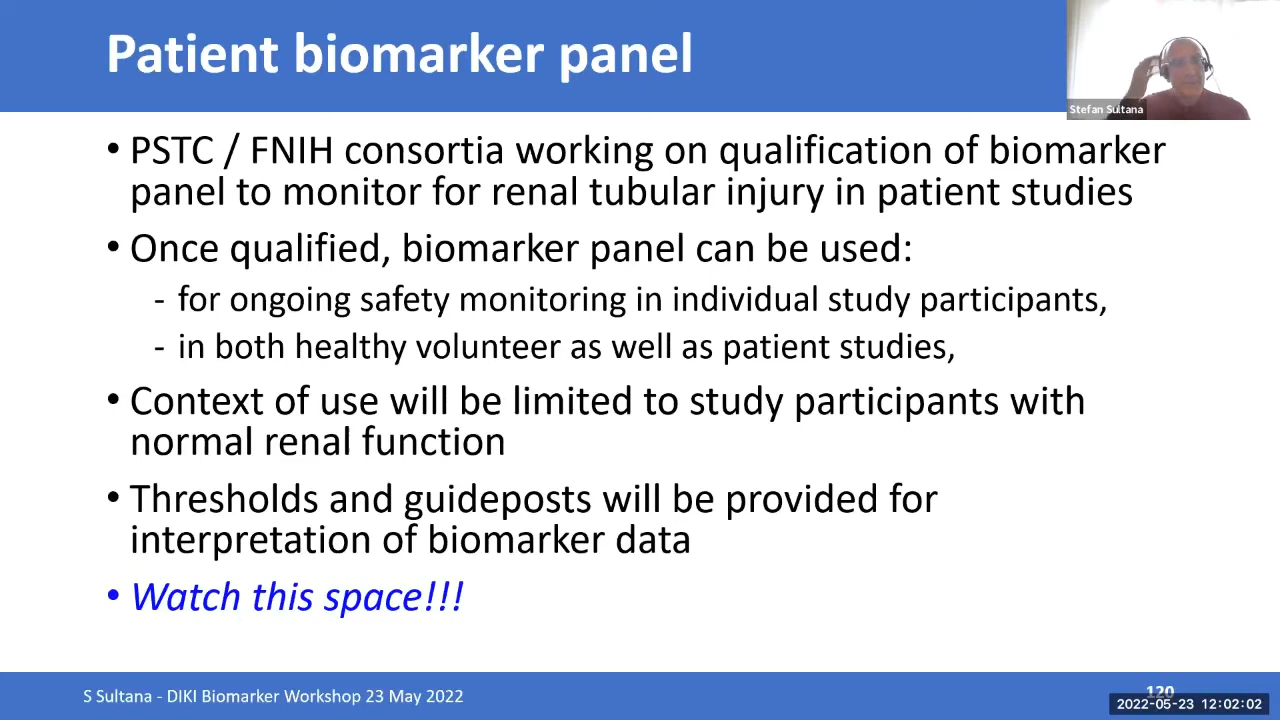 Patient biomarker panel
Stefan Sultana
• PSTC / FNIH consortia working on qualification of biomarker
panel to monitor for renal tubular injury in patient studies
• Once qualified, biomarker panel can be used:
- for ongoing safety monitoring in individual study participants,
- in both healthy volunteer as well as patient studies,
• Context of use will be limited to study participants with
normal renal function
• Thresholds and guideposts will be provided for
interpretation of biomarker data
• Watch this space!!!
S Sultana - DIKI Biomarker Workshop 23 May 2022
120
2022-05-23 12:02:02